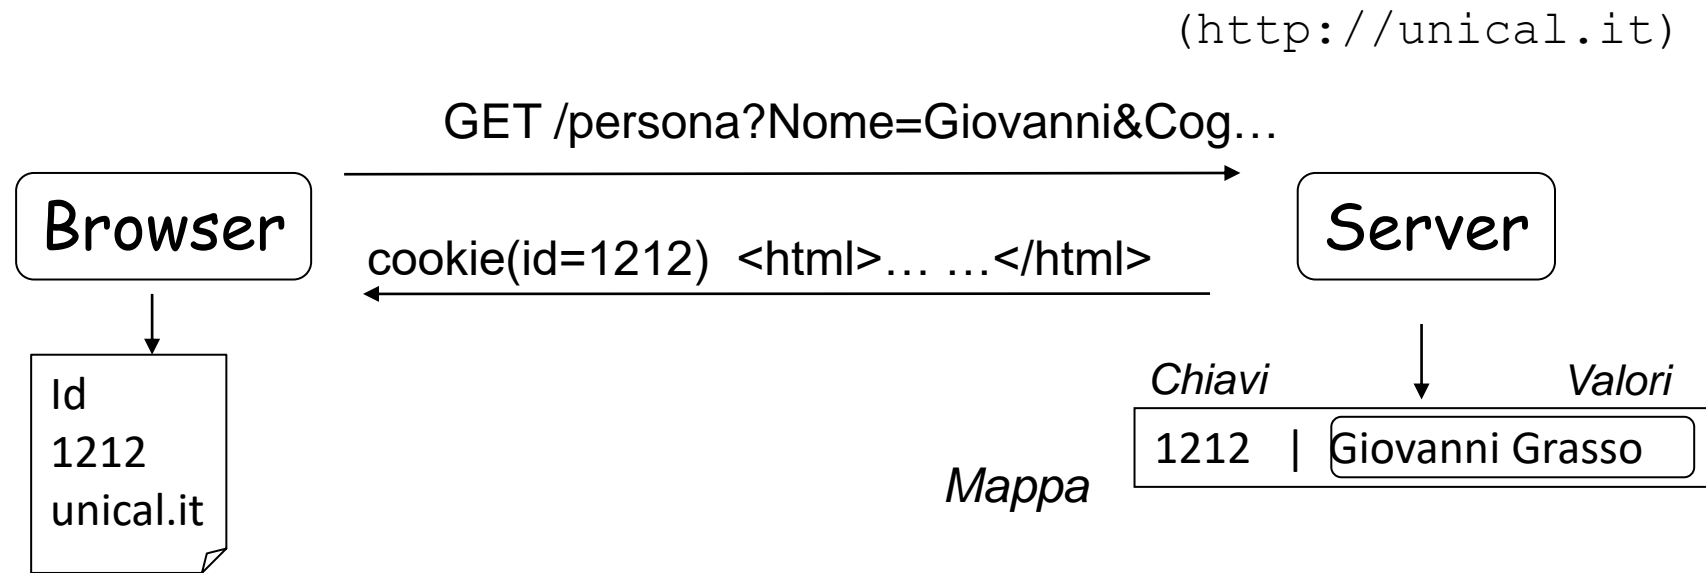 (http://unical.it)
GET /persona?Nome=Giovanni&Cog…
Browser
Server
cookie(id=1212) <html>… …</html>
Id
1212
unical.it
Chiavi
Valori
1212 | Giovanni Grasso
Mappa